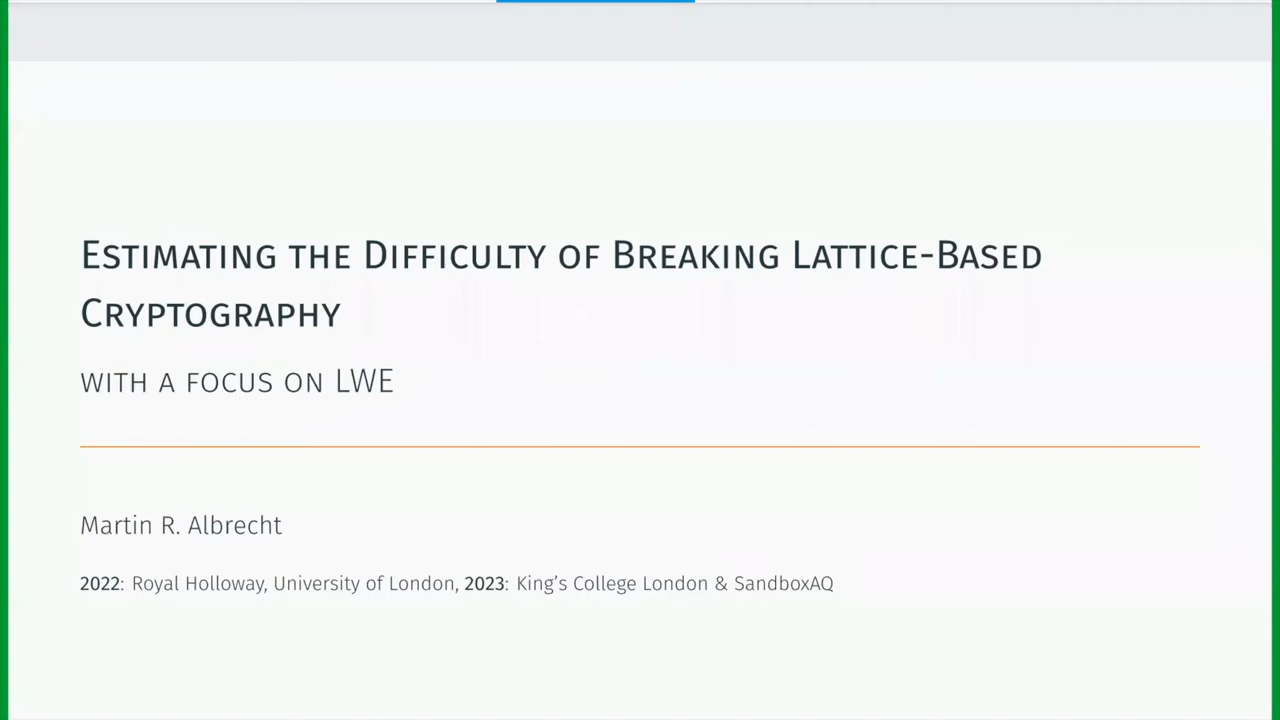 Estimating the Difficulty of Breaking Lattice-Based
Cryptography
with a focus on LWE
Martin R. Albrecht
2022: Royal Holloway, University of London, 2023: King's College London & SandboxAQ